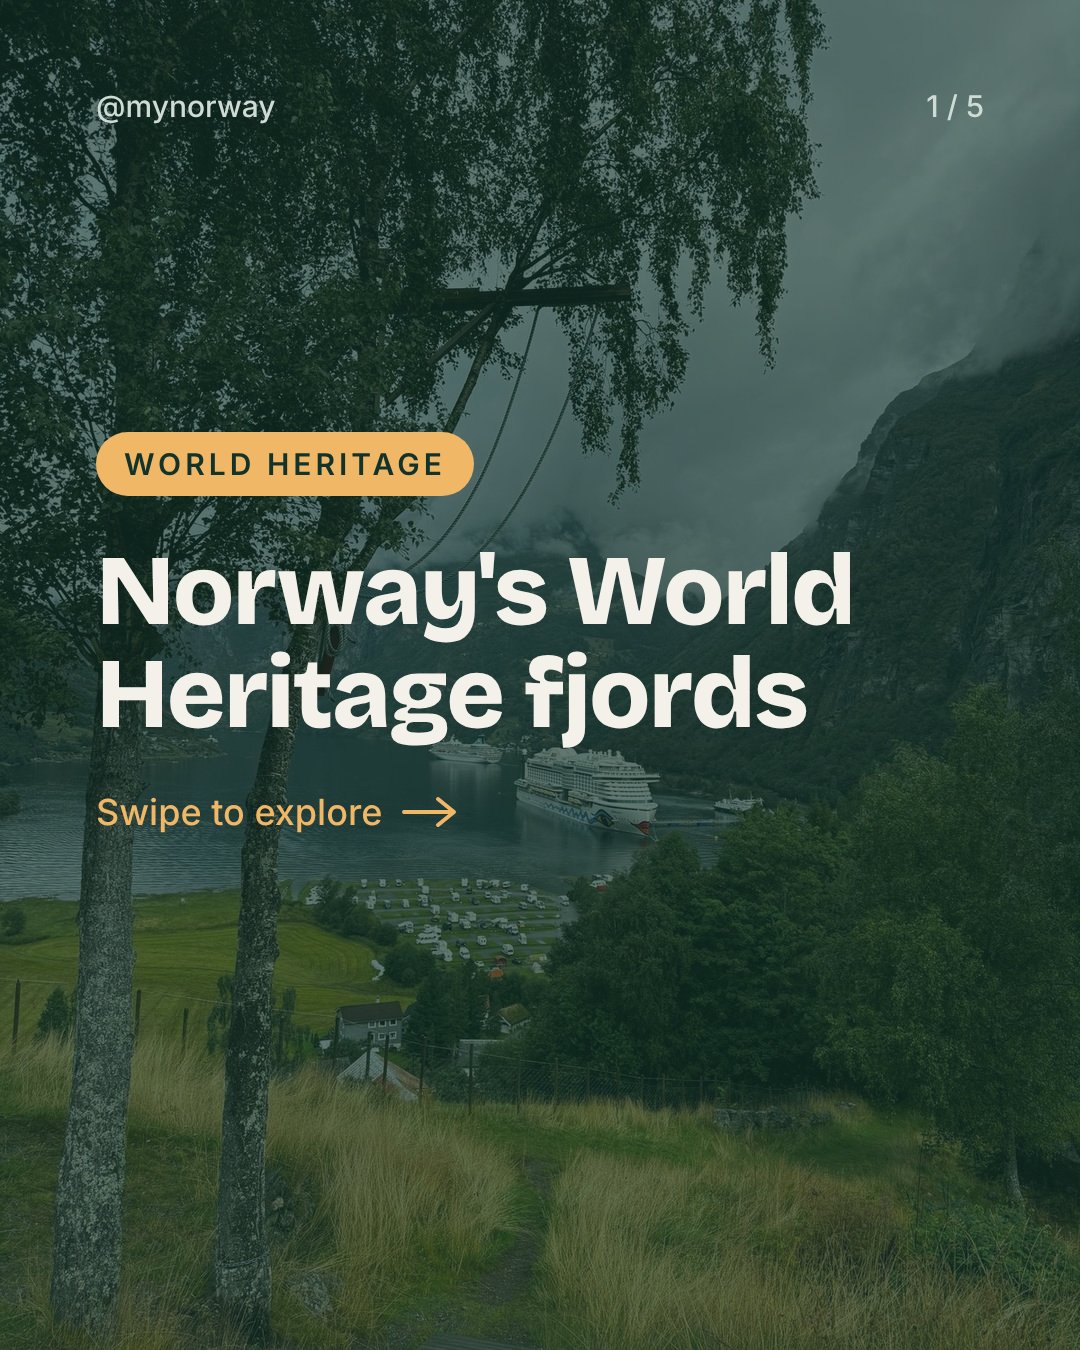 @mynorway
1 / 5
WORLD HERITAGE
Norway's World
Heritage fjords
Swipe to explore →